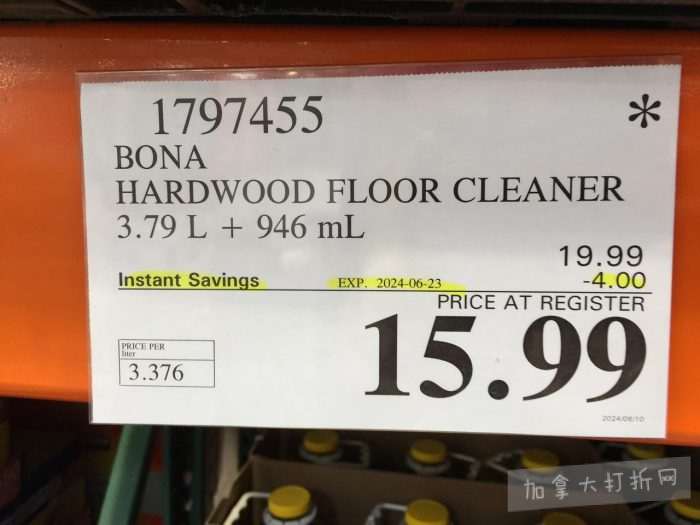 1797455 *
BONA
HARDWOOD FLOOR CLEANER
3.79 L + 946 mL
19.99
Instant Savings EXP. 2024-06-23 -4.00
PRICE AT REGISTER
15.99
PRICE PER
liter
3.376
2024/06/10
加拿大打折网